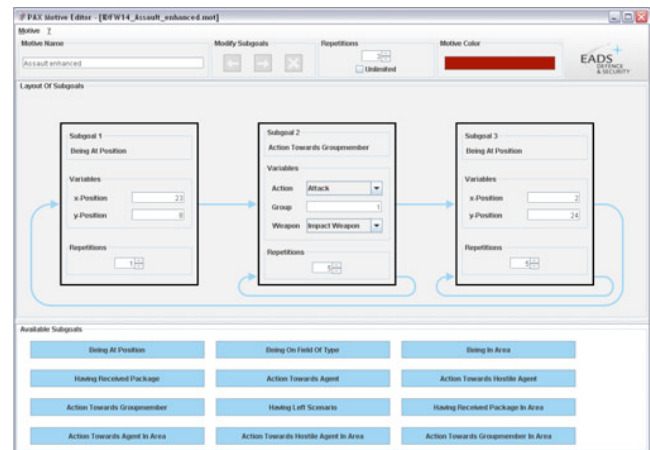 PAX Motive Editor - [IDFW14_Assault_enhanced.mot]
Motive ?
Motive Name
Modify Subgoals
Repetitions
Motive Color
Assault enhanced
Unlimited
EADS
DEFENCE
& SECURITY
Layout Of Subgoals
Subgoal 1
Being At Position
Variables
x-Position 23
y-Position 8
Repetitions
1
Subgoal 2
Action Towards Groupmember
Variables
Action Attack
Group 1
Weapon Impact Weapon
Repetitions
5
Subgoal 3
Being At Position
Variables
x-Position 2
y-Position 24
Repetitions
5
Available Subgoals
Being At Position
Being On Field Of Type
Being In Area
Having Received Package
Action Towards Agent
Action Towards Hostile Agent
Action Towards Groupmember
Having Left Scenario
Having Received Package In Area
Action Towards Agent In Area
Action Towards Hostile Agent In Area
Action Towards Groupmember In Area